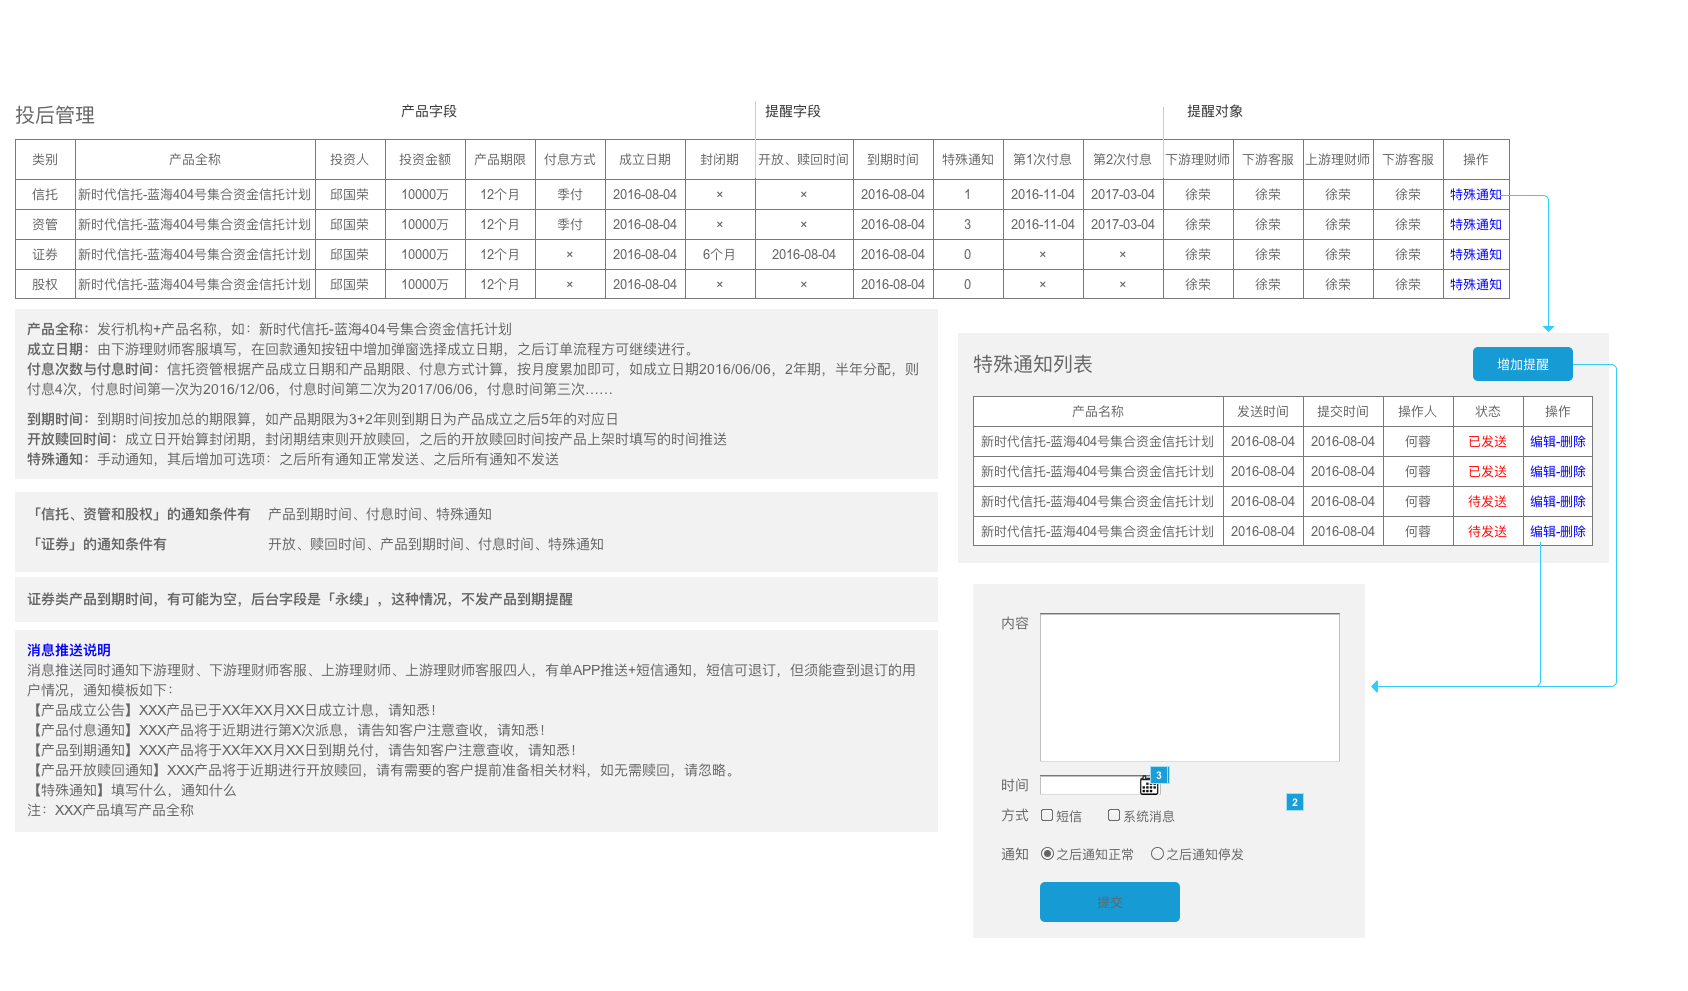 投后管理
产品字段 提醒字段 提醒对象
类别 产品全称 投资人 投资金额 产品期限 付息方式 成立日期 封闭期 开放、赎回时间 到期时间 特殊通知 第1次付息 第2次付息 下游理财师 下游客服 上游理财师 下游客服 操作
信托 新时代信托-蓝海404号集合资金信托计划 邱国荣 10000万 12个月 季付 2016-08-04 × × 2016-08-04 1 2016-11-04 2017-03-04 徐荣 徐荣 徐荣 徐荣 特殊通知
资管 新时代信托-蓝海404号集合资金信托计划 邱国荣 10000万 12个月 季付 2016-08-04 × × 2016-08-04 3 2016-11-04 2017-03-04 徐荣 徐荣 徐荣 徐荣 特殊通知
证券 新时代信托-蓝海404号集合资金信托计划 邱国荣 10000万 12个月 × 2016-08-04 6个月 2016-08-04 2016-08-04 0 × × 徐荣 徐荣 徐荣 徐荣 特殊通知
股权 新时代信托-蓝海404号集合资金信托计划 邱国荣 10000万 12个月 × 2016-08-04 × × 2016-08-04 0 × × 徐荣 徐荣 徐荣 徐荣 特殊通知
产品全称：发行机构+产品名称，如：新时代信托-蓝海404号集合资金信托计划
成立日期：由下游理财师客服填写，在回款通知按钮中增加弹窗选择成立日期，之后订单流程方可继续进行。
付息次数与付息时间：信托资管根据产品成立日期和产品期限、付息方式计算，按月度累加即可，如成立日期2016/06/06，2年期，半年分配，则
付息4次，付息时间第一次为2016/12/06，付息时间第二次为2017/06/06，付息时间第三次……
到期时间：到期时间按加总的期限算，如产品期限为3+2年则到期日为产品成立之后5年的对应日
开放赎回时间：成立日开始算封闭期，封闭期结束则开放赎回，之后的开放赎回时间按产品上架时填写的时间推送
特殊通知：手动通知，其后增加可选项：之后所有通知正常发送、之后所有通知不发送
「信托、资管和股权」的通知条件有 产品到期时间、付息时间、特殊通知
「证券」的通知条件有 开放、赎回时间、产品到期时间、付息时间、特殊通知
证券类产品到期时间，有可能为空，后台字段是「永续」，这种情况，不发产品到期提醒
消息推送说明
消息推送同时通知下游理财、下游理财师客服、上游理财师、上游理财师客服四人，有单APP推送+短信通知，短信可退订，但须能查到退订的用
户情况，通知模板如下：
【产品成立公告】XXX产品已于XX年XX月XX日成立计息，请知悉！
【产品付息通知】XXX产品将于近期进行第X次派息，请告知客户注意查收，请知悉！
【产品到期通知】XXX产品将于XX年XX月XX日到期兑付，请告知客户注意查收，请知悉！
【产品开放赎回通知】XXX产品将于近期进行开放赎回，请有需要的客户提前准备相关材料，如无需赎回，请忽略。
【特殊通知】填写什么，通知什么
注：XXX产品填写产品全称
特殊通知列表 增加提醒
产品名称 发送时间 提交时间 操作人 状态 操作
新时代信托-蓝海404号集合资金信托计划 2016-08-04 2016-08-04 何蓉 已发送 编辑-删除
新时代信托-蓝海404号集合资金信托计划 2016-08-04 2016-08-04 何蓉 已发送 编辑-删除
新时代信托-蓝海404号集合资金信托计划 2016-08-04 2016-08-04 何蓉 待发送 编辑-删除
新时代信托-蓝海404号集合资金信托计划 2016-08-04 2016-08-04 何蓉 待发送 编辑-删除
内容
时间 3
2
方式 短信 系统消息
通知 之后通知正常 之后通知停发
提交